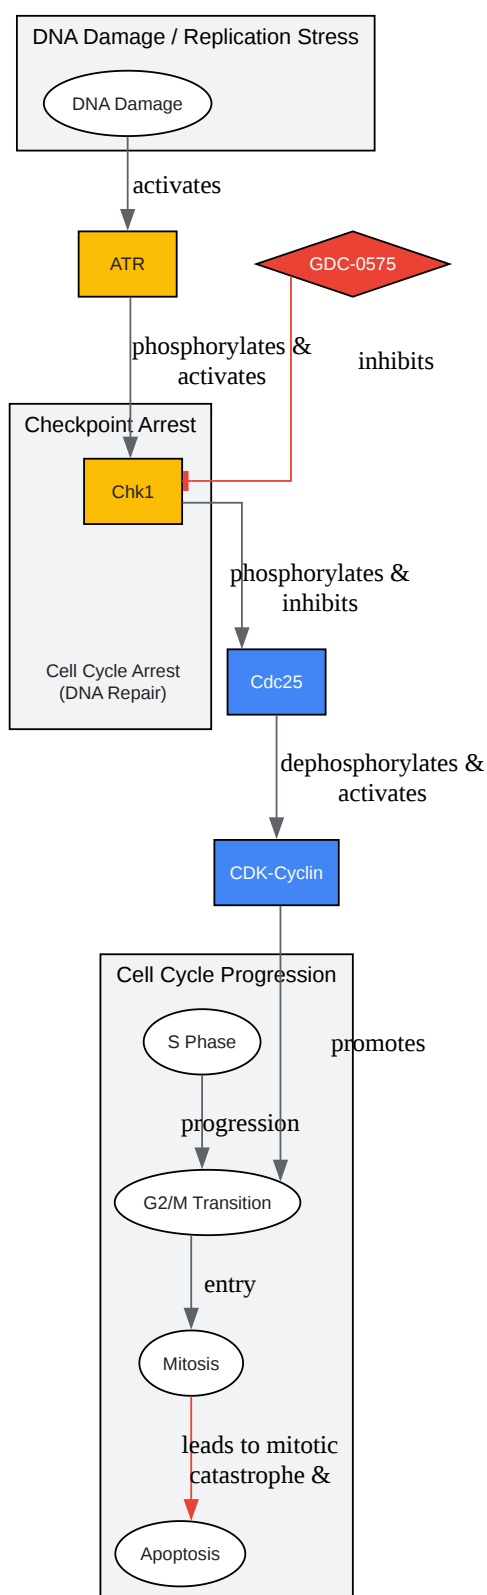 DNA Damage / Replication Stress
DNA Damage
activates
ATR
GDC-0575
phosphorylates &
activates
inhibits
Checkpoint Arrest
Chk1
phosphorylates &
inhibits
Cell Cycle Arrest
(DNA Repair)
Cdc25
dephosphorylates &
activates
CDK-Cyclin
Cell Cycle Progression
S Phase
promotes
progression
G2/M Transition
entry
Mitosis
leads to mitotic
catastrophe &
Apoptosis